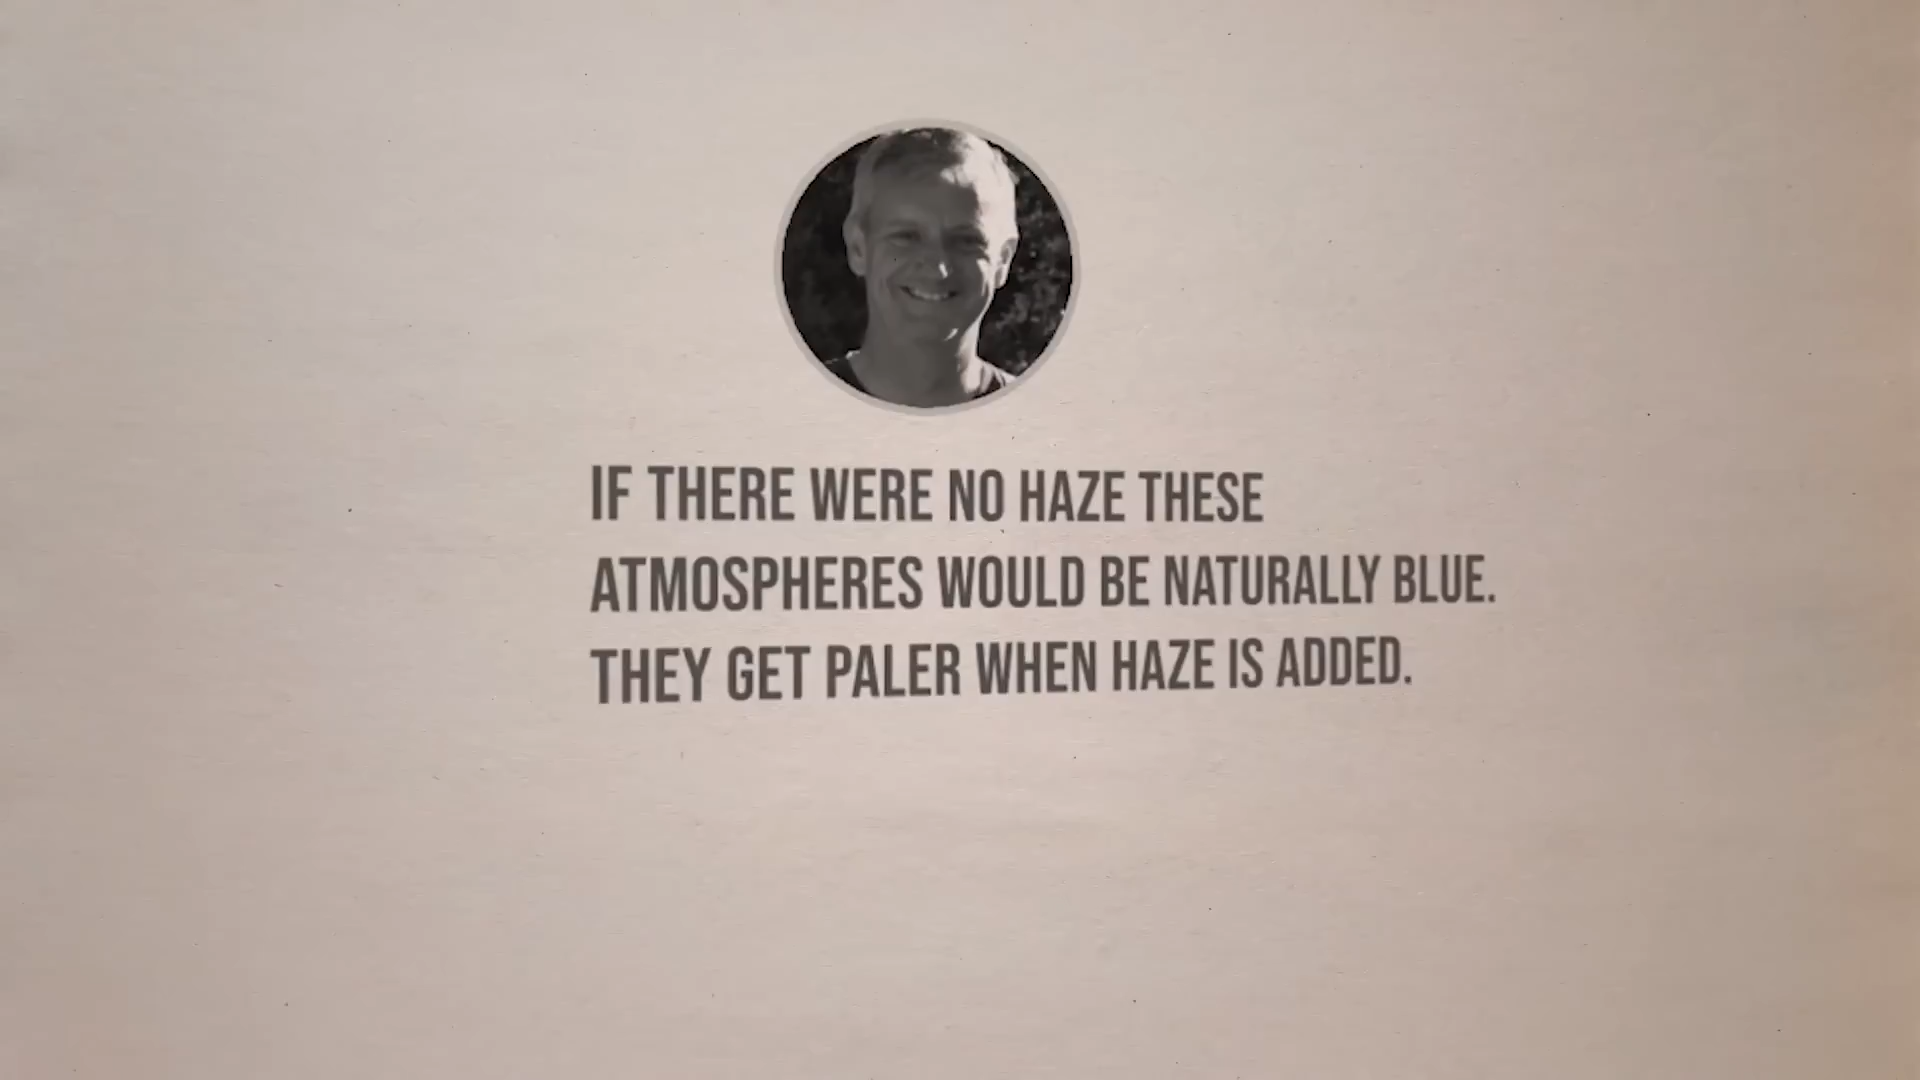 IF THERE WERE NO HAZE THESE
ATMOSPHERES WOULD BE NATURALLY BLUE.
THEY GET PALER WHEN HAZE IS ADDED.